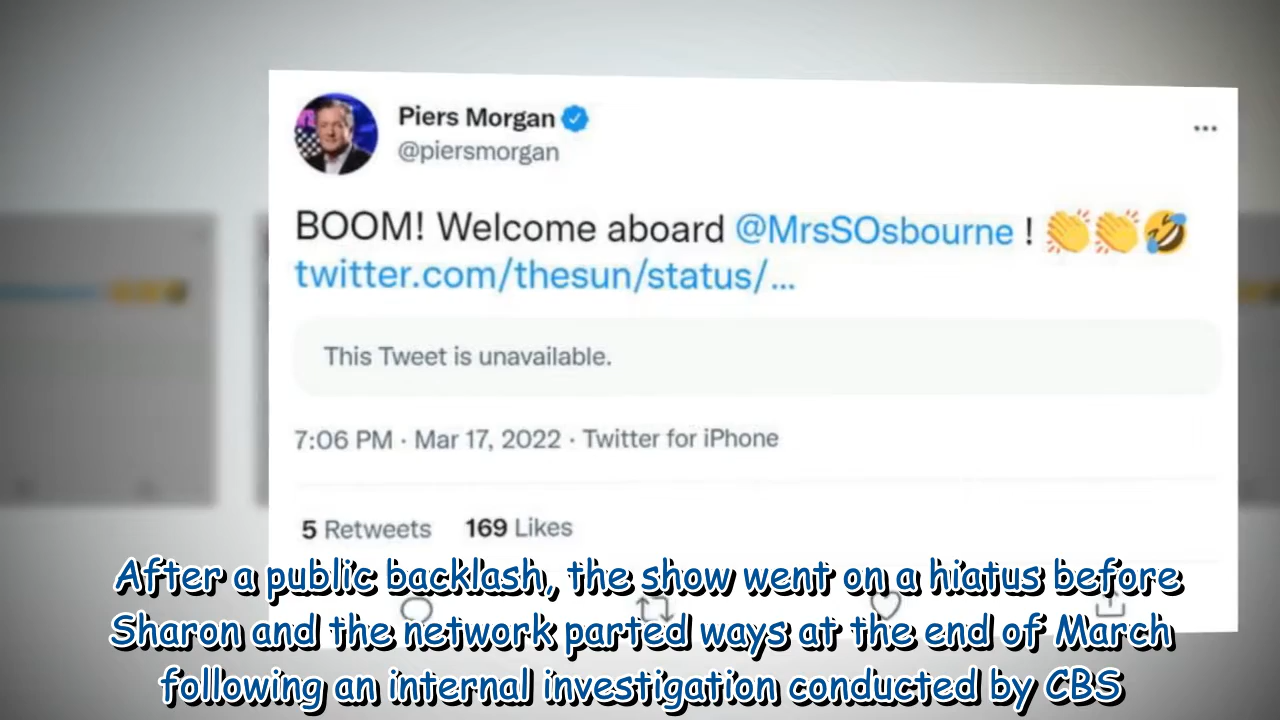 Piers Morgan
@piersmorgan
BOOM! Welcome aboard @MrsSOsbourne ! 👏👏🤣
twitter.com/thesun/status/...
This Tweet is unavailable.
7:06 PM · Mar 17, 2022 · Twitter for iPhone
5 Retweets 169 Likes
After a public backlash, the show went on a hiatus before
Sharon and the network parted ways at the end of March
following an internal investigation conducted by CBS